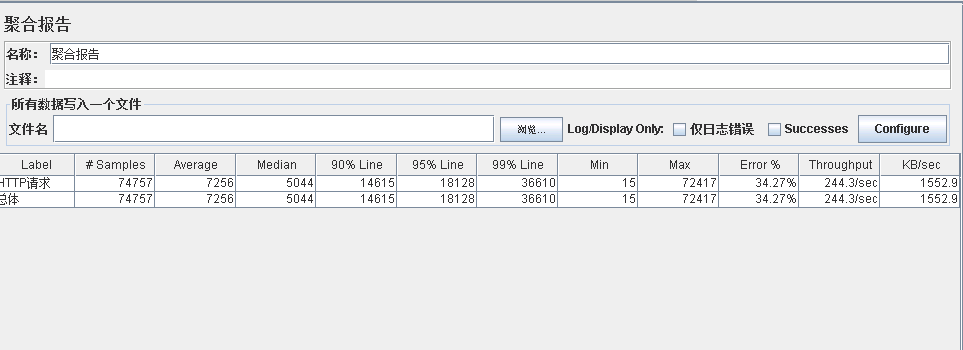 聚合报告
名称： 聚合报告
注释：
所有数据写入一个文件
文件名 浏览... Log/Display Only: 仅日志错误 Successes Configure
Label # Samples Average Median 90% Line 95% Line 99% Line Min Max Error % Throughput KB/sec
HTTP请求 74757 7256 5044 14615 18128 36610 15 72417 34.27% 244.3/sec 1552.9
总体 74757 7256 5044 14615 18128 36610 15 72417 34.27% 244.3/sec 1552.9